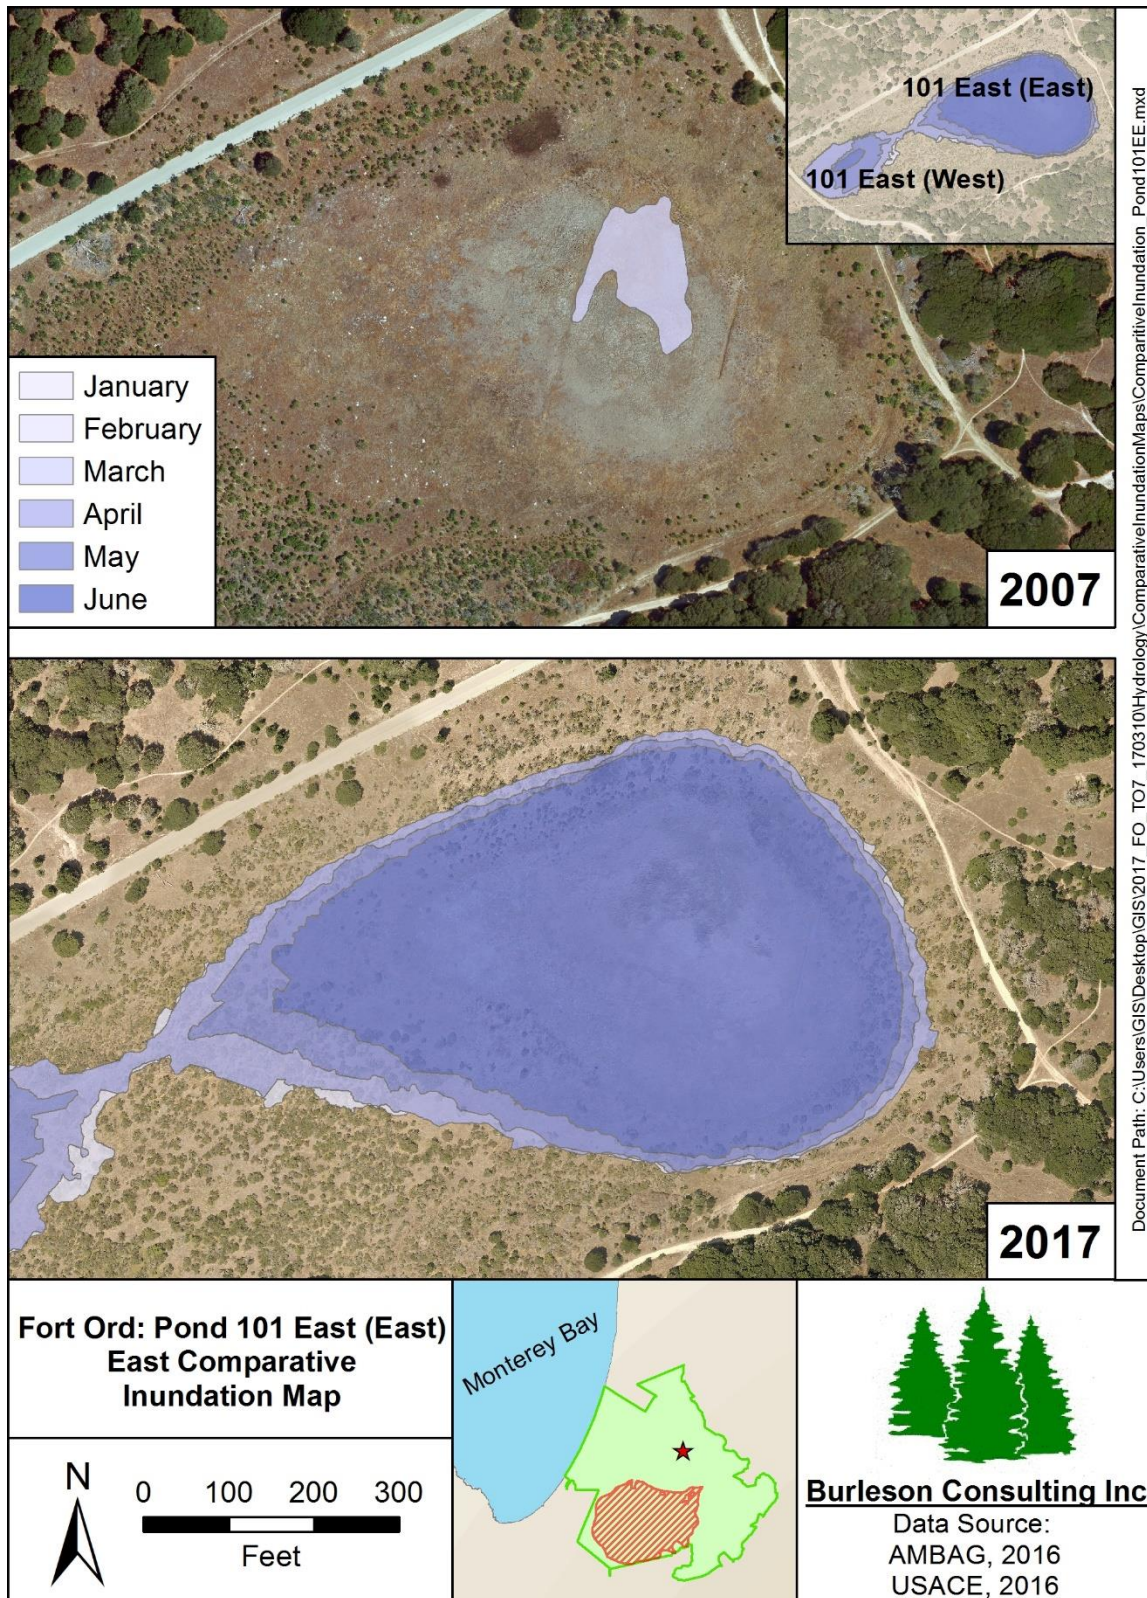 101 East (East)
101 East (West)
January
February
March
April
May
June
2007
2017
Document Path: C:\Users\GIS\Desktop\GIS\2017_FO_TO7_170310\Hydrology\ComparativeInundationMaps\ComparitiveInundation_Pond101EE.mxd
Fort Ord: Pond 101 East (East)
East Comparative
Inundation Map
N
0 100 200 300
Feet
Monterey Bay
Burleson Consulting Inc
Data Source:
AMBAG, 2016
USACE, 2016